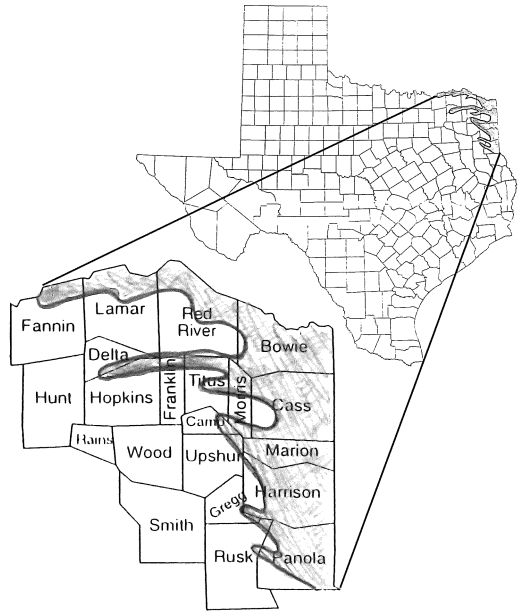 Fannin
Lamar
Red
River
Bowie
Delta
Hunt
Hopkins
Franklin
Titus
Morris
Cass
Camp
Rains
Wood
Upshur
Marion
Gregg
Harrison
Smith
Rusk
Panola